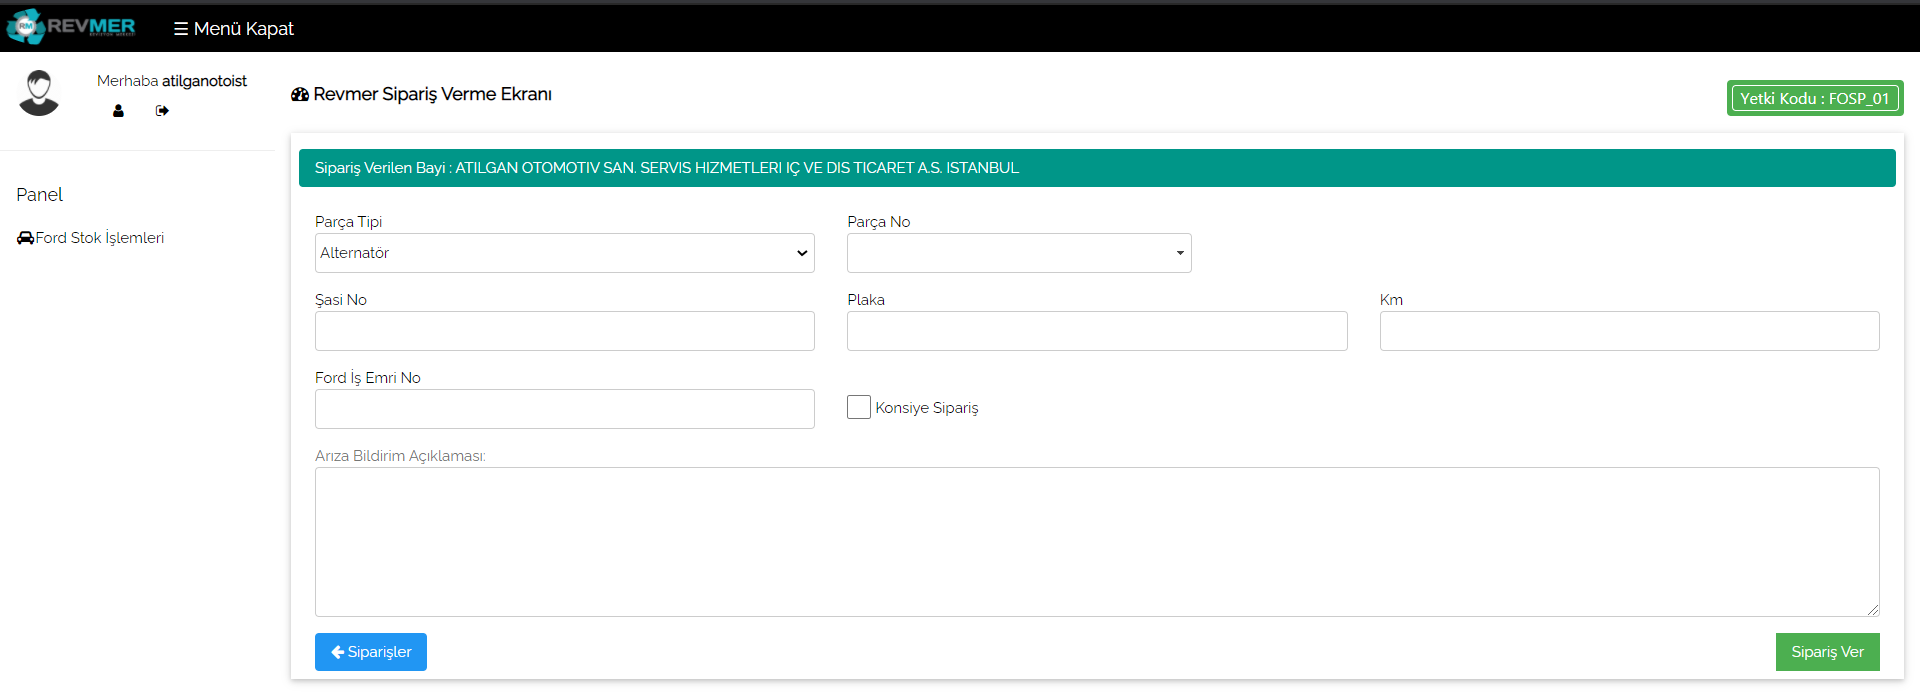 REVMER
☰ Menü Kapat
Merhaba atilganotoist
Panel
Ford Stok İşlemleri
Revmer Sipariş Verme Ekranı
Yetki Kodu : FOSP_01
Sipariş Verilen Bayi : ATILGAN OTOMOTIV SAN. SERVIS HIZMETLERI IÇ VE DIS TICARET A.S. ISTANBUL
Parça Tipi
Parça No
Alternatör
Şasi No
Plaka
Km
Ford İş Emri No
Konsiye Sipariş
Arıza Bildirim Açıklaması:
Siparişler
Sipariş Ver